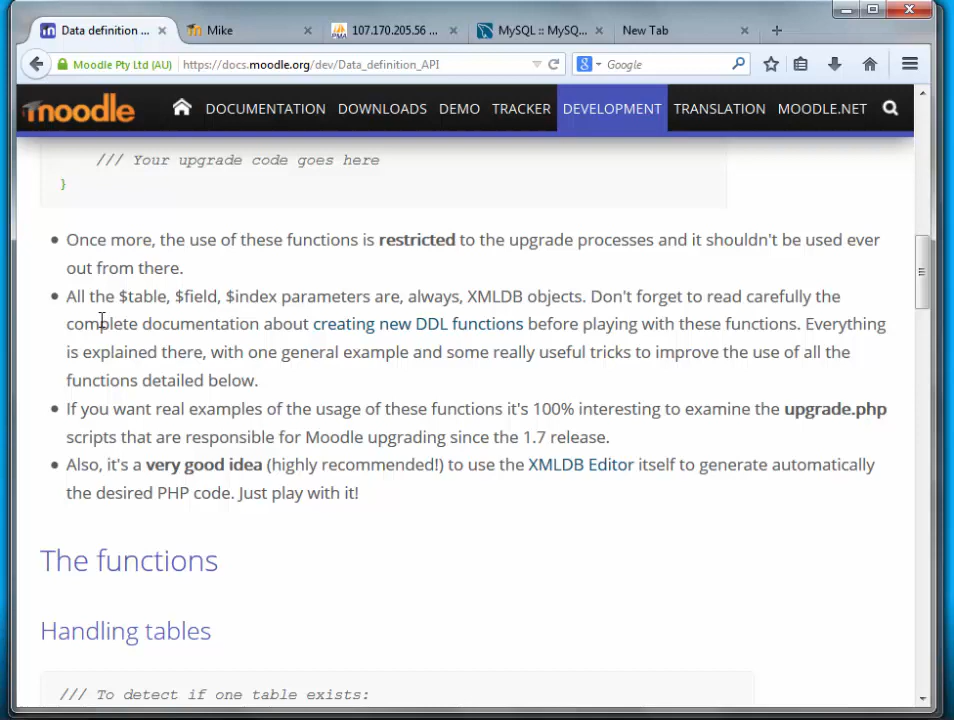 Data definition ...
Mike
107.170.205.56 ...
MySQL :: MySQ...
New Tab
Moodle Pty Ltd (AU)
https://docs.moodle.org/dev/Data_definition_API
Google
moodle
DOCUMENTATION
DOWNLOADS
DEMO
TRACKER
DEVELOPMENT
TRANSLATION
MOODLE.NET
/// Your upgrade code goes here
}
Once more, the use of these functions is restricted to the upgrade processes and it shouldn't be used ever
out from there.
All the $table, $field, $index parameters are, always, XMLDB objects. Don't forget to read carefully the
complete documentation about creating new DDL functions before playing with these functions. Everything
is explained there, with one general example and some really useful tricks to improve the use of all the
functions detailed below.
If you want real examples of the usage of these functions it's 100% interesting to examine the upgrade.php
scripts that are responsible for Moodle upgrading since the 1.7 release.
Also, it's a very good idea (highly recommended!) to use the XMLDB Editor itself to generate automatically
the desired PHP code. Just play with it!
The functions
Handling tables
/// To detect if one table exists: